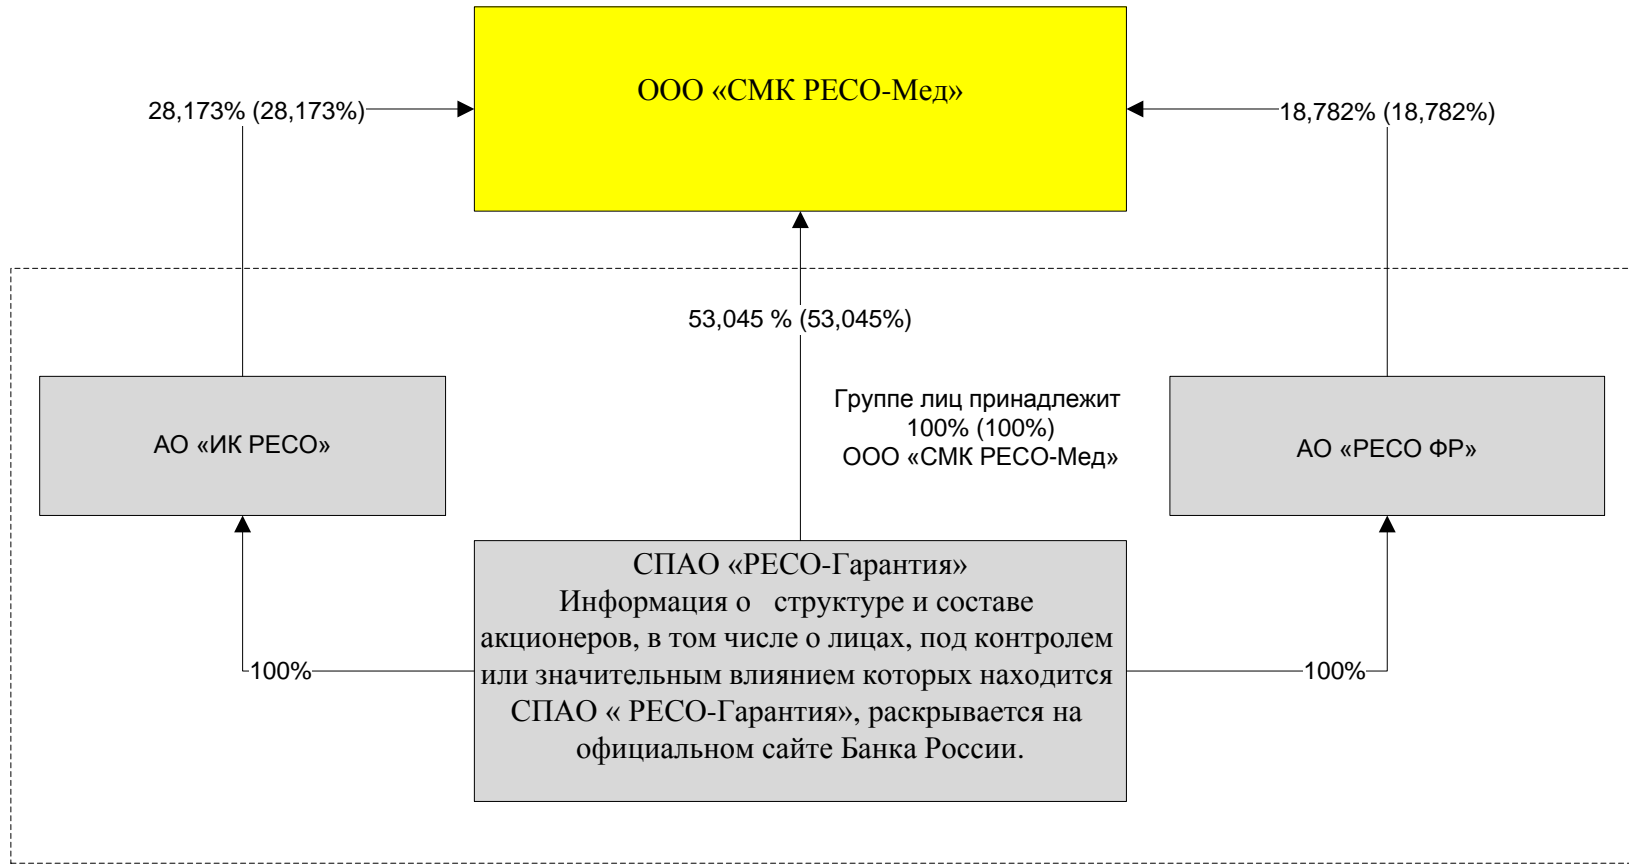 ООО «СМК РЕСО-Мед»
28,173% (28,173%)
18,782% (18,782%)
53,045 % (53,045%)
Группе лиц принадлежит
100% (100%)
ООО «СМК РЕСО-Мед»
АО «ИК РЕСО»
АО «РЕСО ФР»
СПАО «РЕСО-Гарантия»
Информация о структуре и составе
акционеров, в том числе о лицах, под контролем
или значительным влиянием которых находится
СПАО « РЕСО-Гарантия», раскрывается на
официальном сайте Банка России.
100%
100%